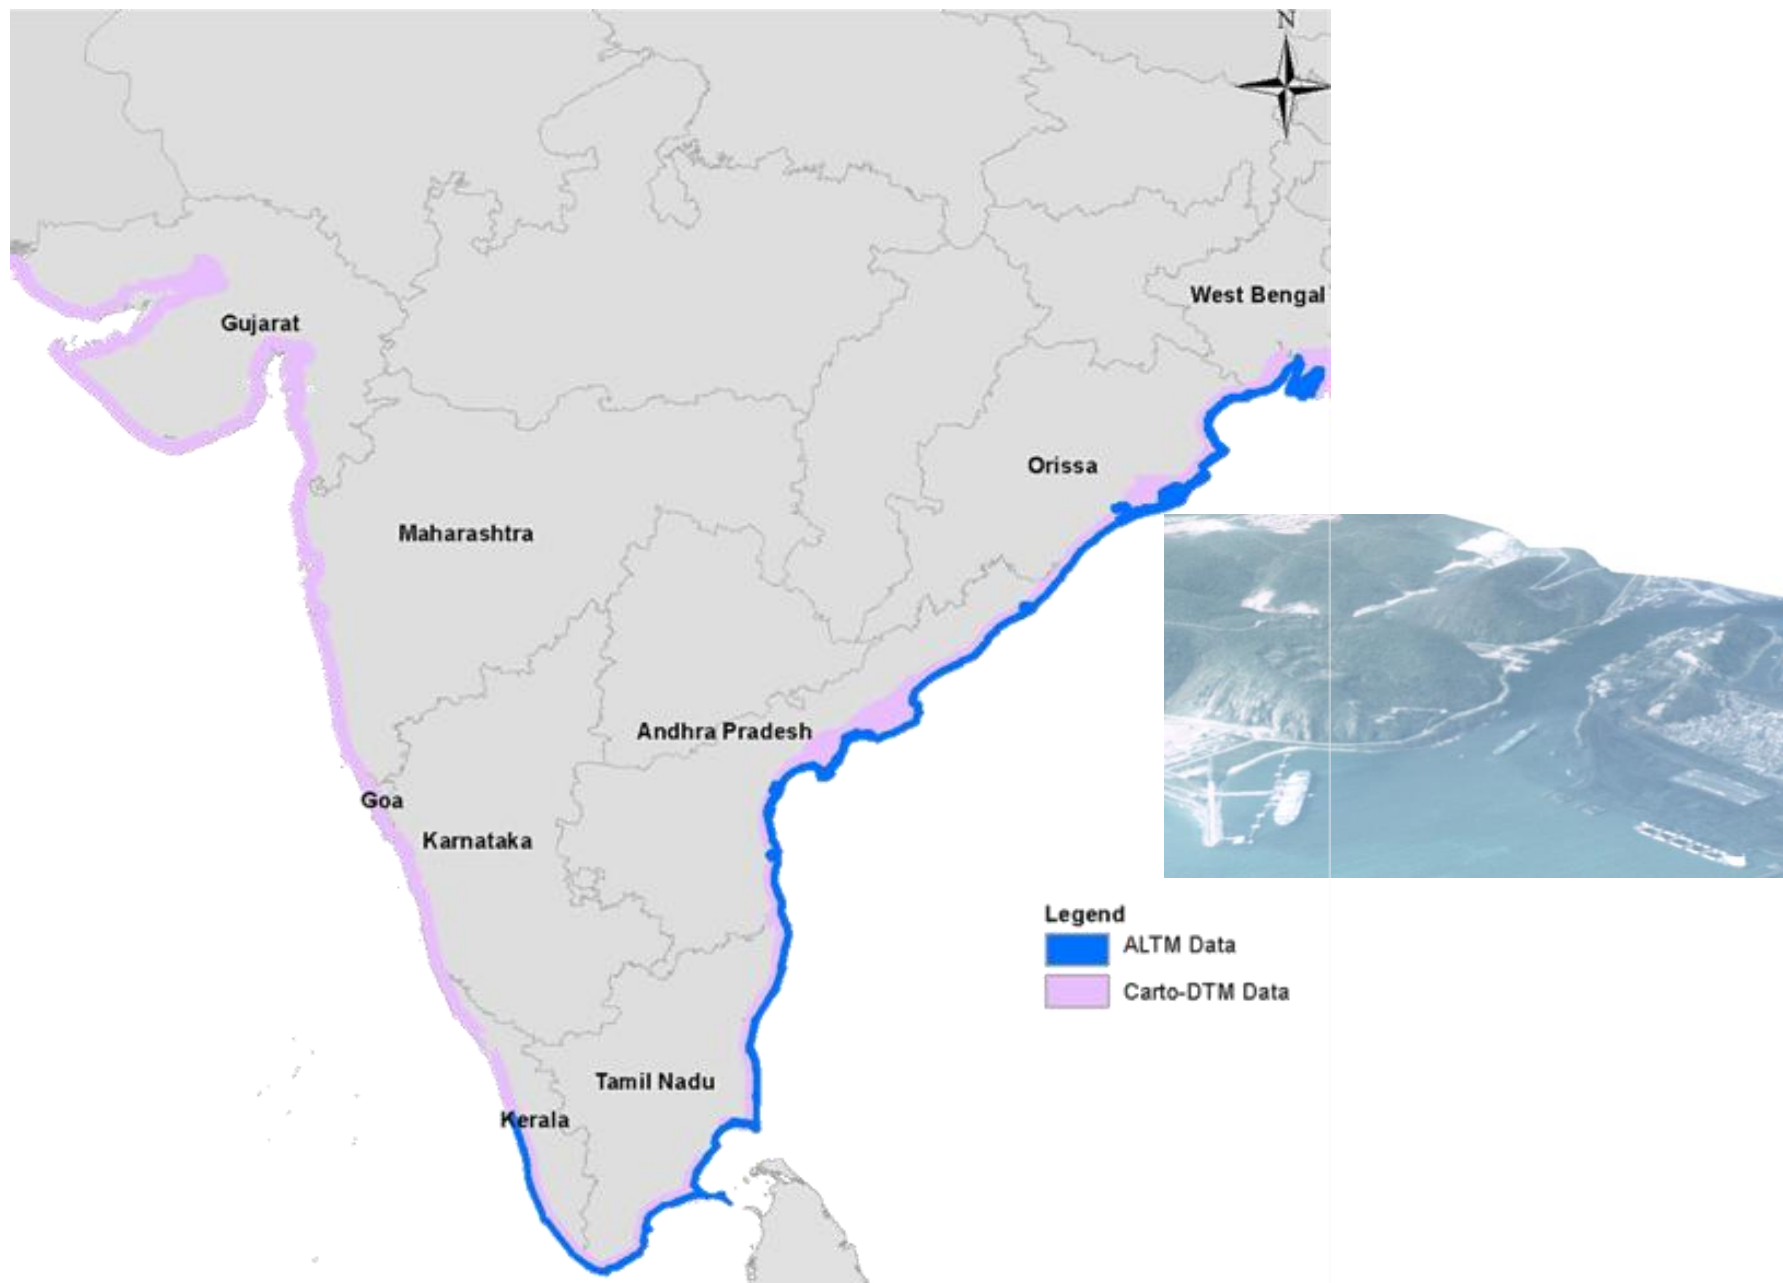 N
West Bengal
Gujarat
Orissa
Maharashtra
Andhra Pradesh
Goa
Karnataka
Legend
ALTM Data
Carto-DTM Data
Tamil Nadu
Kerala